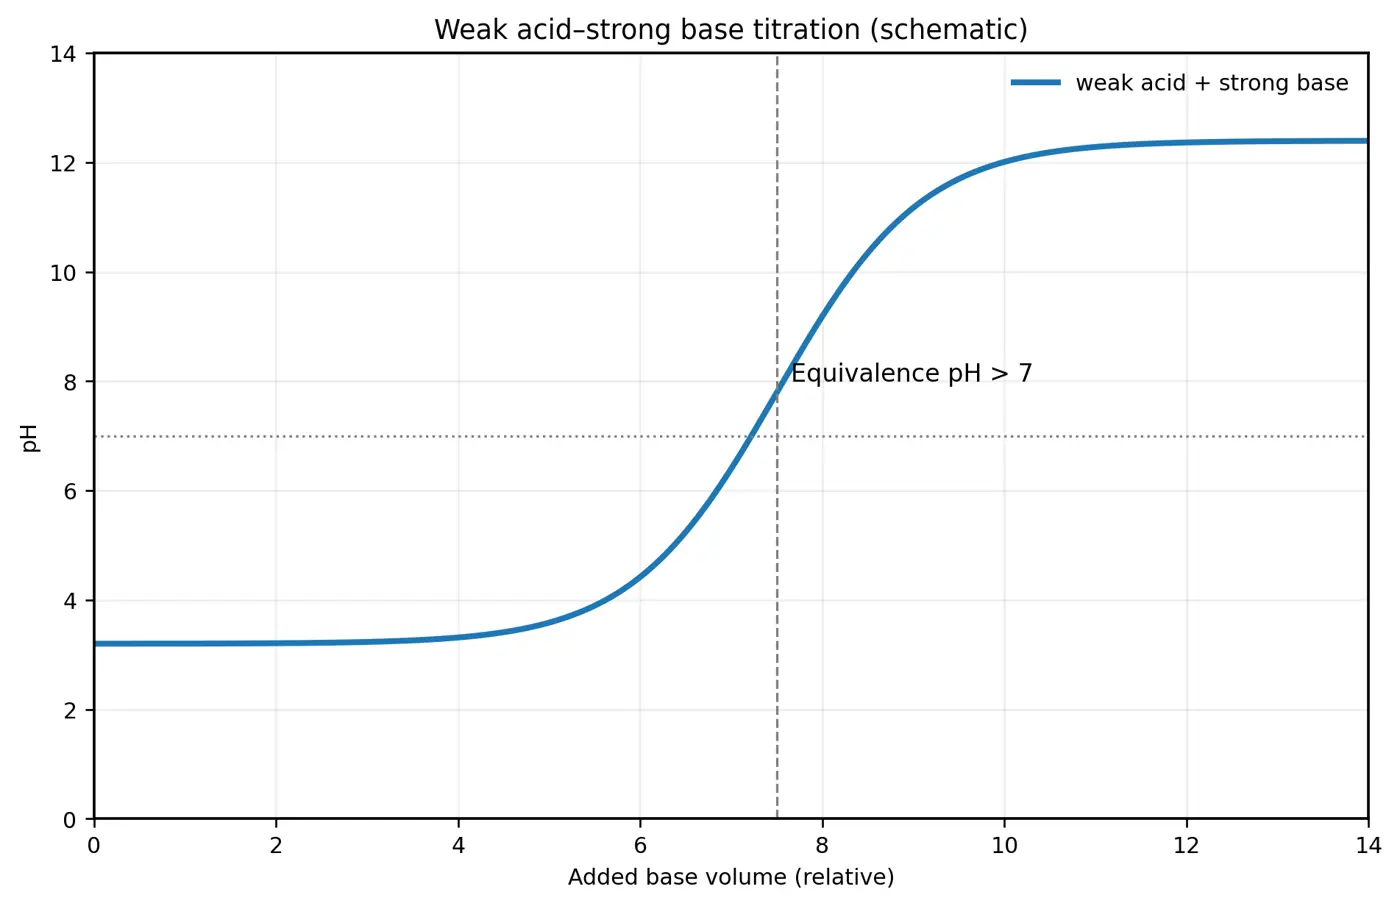 Weak acid–strong base titration (schematic)
weak acid + strong base
14
12
10
8
6
4
2
0
pH
Equivalence pH > 7
0 2 4 6 8 10 12 14
Added base volume (relative)